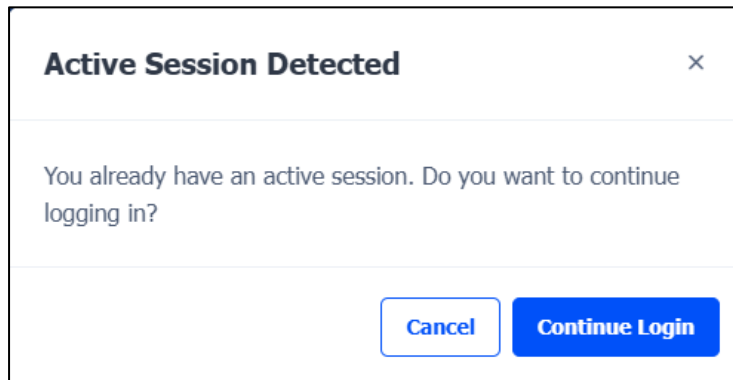 Active Session Detected
You already have an active session. Do you want to continue
logging in?
Cancel
Continue Login